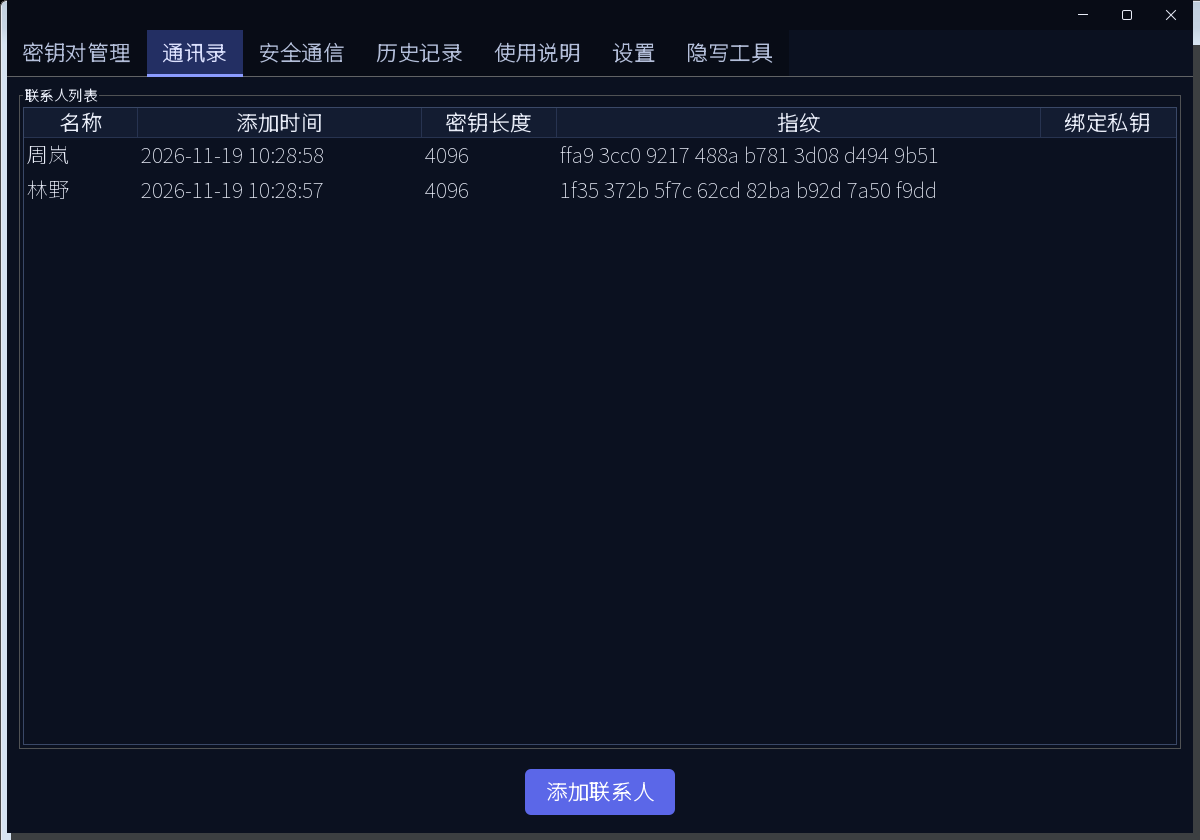 密钥对管理 通讯录 安全通信 历史记录 使用说明 设置 隐写工具
联系人列表
名称 添加时间 密钥长度 指纹 绑定私钥
周岚 2026-11-19 10:28:58 4096 ffa9 3cc0 9217 488a b781 3d08 d494 9b51
林野 2026-11-19 10:28:57 4096 1f35 372b 5f7c 62cd 82ba b92d 7a50 f9dd
添加联系人